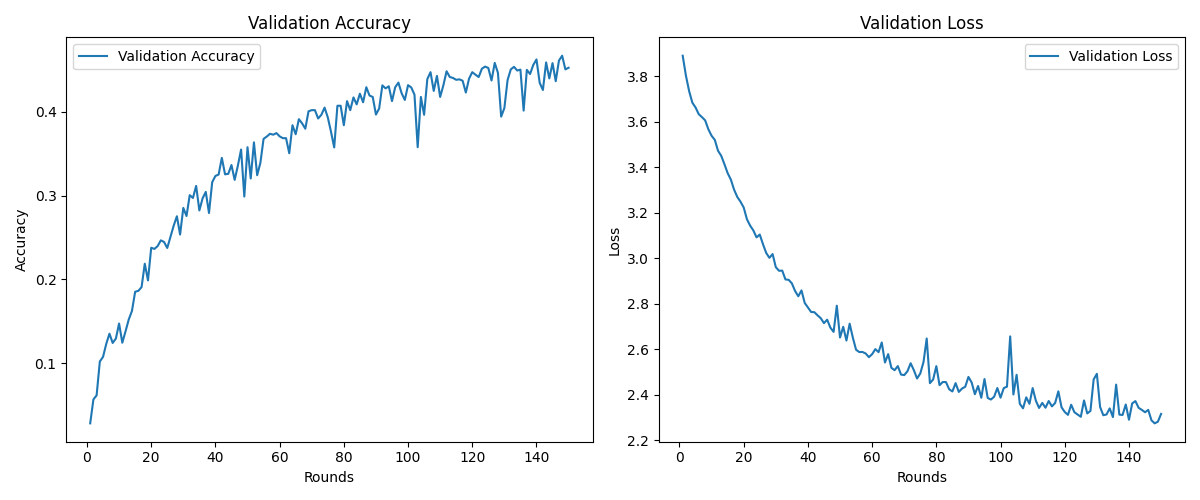 Validation Accuracy
Validation Accuracy
Accuracy
0.4
0.3
0.2
0.1
0 20 40 60 80 100 120 140
Rounds
Validation Loss
Validation Loss
Loss
3.8
3.6
3.4
3.2
3.0
2.8
2.6
2.4
2.2
0 20 40 60 80 100 120 140
Rounds